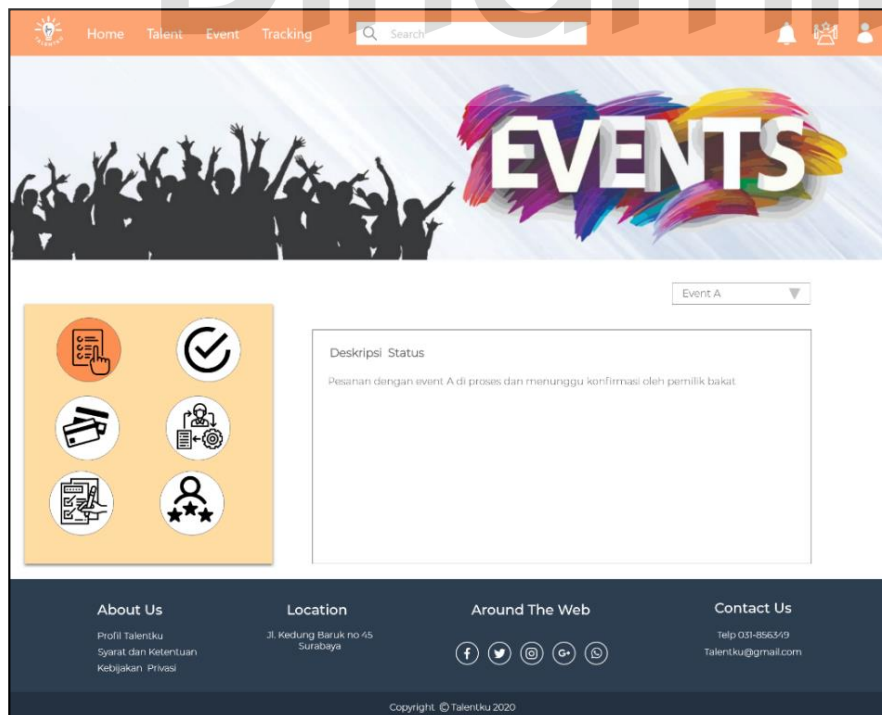 Home Talent Event Tracking
Search
TALENTKU
EVENTS
Event A
Deskripsi Status
Pesanan dengan event A di proses dan menunggu konfirmasi oleh pemilik bakat
About Us
Profil Talentku
Syarat dan Ketentuan
Kebijakan Privasi
Location
Jl. Kedung Baruk no 45
Surabaya
Around The Web
Contact Us
Telp 031-856349
Talentku@gmail.com
Copyright © Talentku 2020